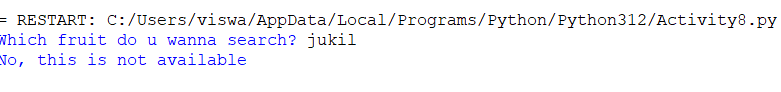 = RESTART: C:/Users/viswa/AppData/Local/Programs/Python/Python312/Activity8.py
Which fruit do u wanna search? jukil
No, this is not available